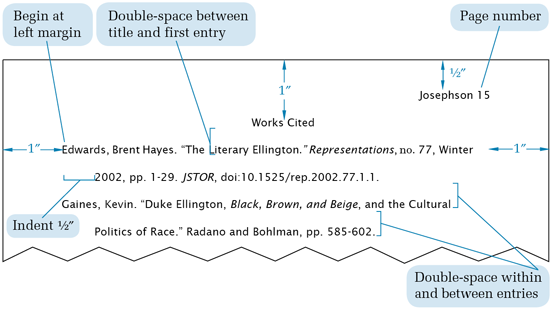 Begin at
left margin
Double-space between
title and first entry
Page number
1″
½″
Josephson 15
Works Cited
1″
Edwards, Brent Hayes. “The Literary Ellington.” Representations, no. 77, Winter
1″
2002, pp. 1-29. JSTOR, doi:10.1525/rep.2002.77.1.1.
Gaines, Kevin. “Duke Ellington, Black, Brown, and Beige, and the Cultural
Indent ½″
Politics of Race.” Radano and Bohlman, pp. 585-602.
Double-space within
and between entries